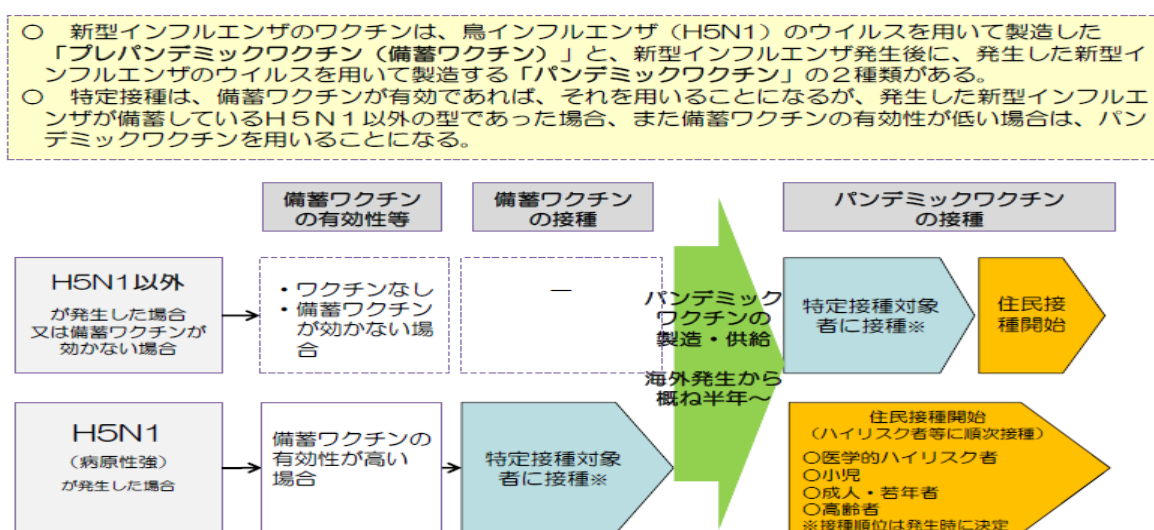 ○ 新型インフルエンザのワクチンは、鳥インフルエンザ（H5N1）のウイルスを用いて製造した
「プレパンデミックワクチン（備蓄ワクチン）」と、新型インフルエンザ発生後に、発生した新型イ
ンフルエンザのウイルスを用いて製造する「パンデミックワクチン」の２種類がある。
○ 特定接種は、備蓄ワクチンが有効であれば、それを用いることになるが、発生した新型インフルエ
ンザが備蓄しているＨ５Ｎ１以外の型であった場合、また備蓄ワクチンの有効性が低い場合は、パン
デミックワクチンを用いることになる。
備蓄ワクチン
の有効性等
備蓄ワクチン
の接種
パンデミックワクチン
の接種
H5N1以外
が発生した場合
又は備蓄ワクチンが
効かない場合
・ワクチンなし
・備蓄ワクチン
が効かない場
合
―
パンデミック
ワクチンの
製造・供給
海外発生から
概ね半年～
特定接種対象
者に接種※
住民接
種開始
H5N1
（病原性強）
が発生した場合
備蓄ワクチンの
有効性が高い
場合
特定接種対象
者に接種※
住民接種開始
（ハイリスク者等に順次接種）
○医学的ハイリスク者
○小児
○成人・若年者
○高齢者
※接種順位は発生時に決定